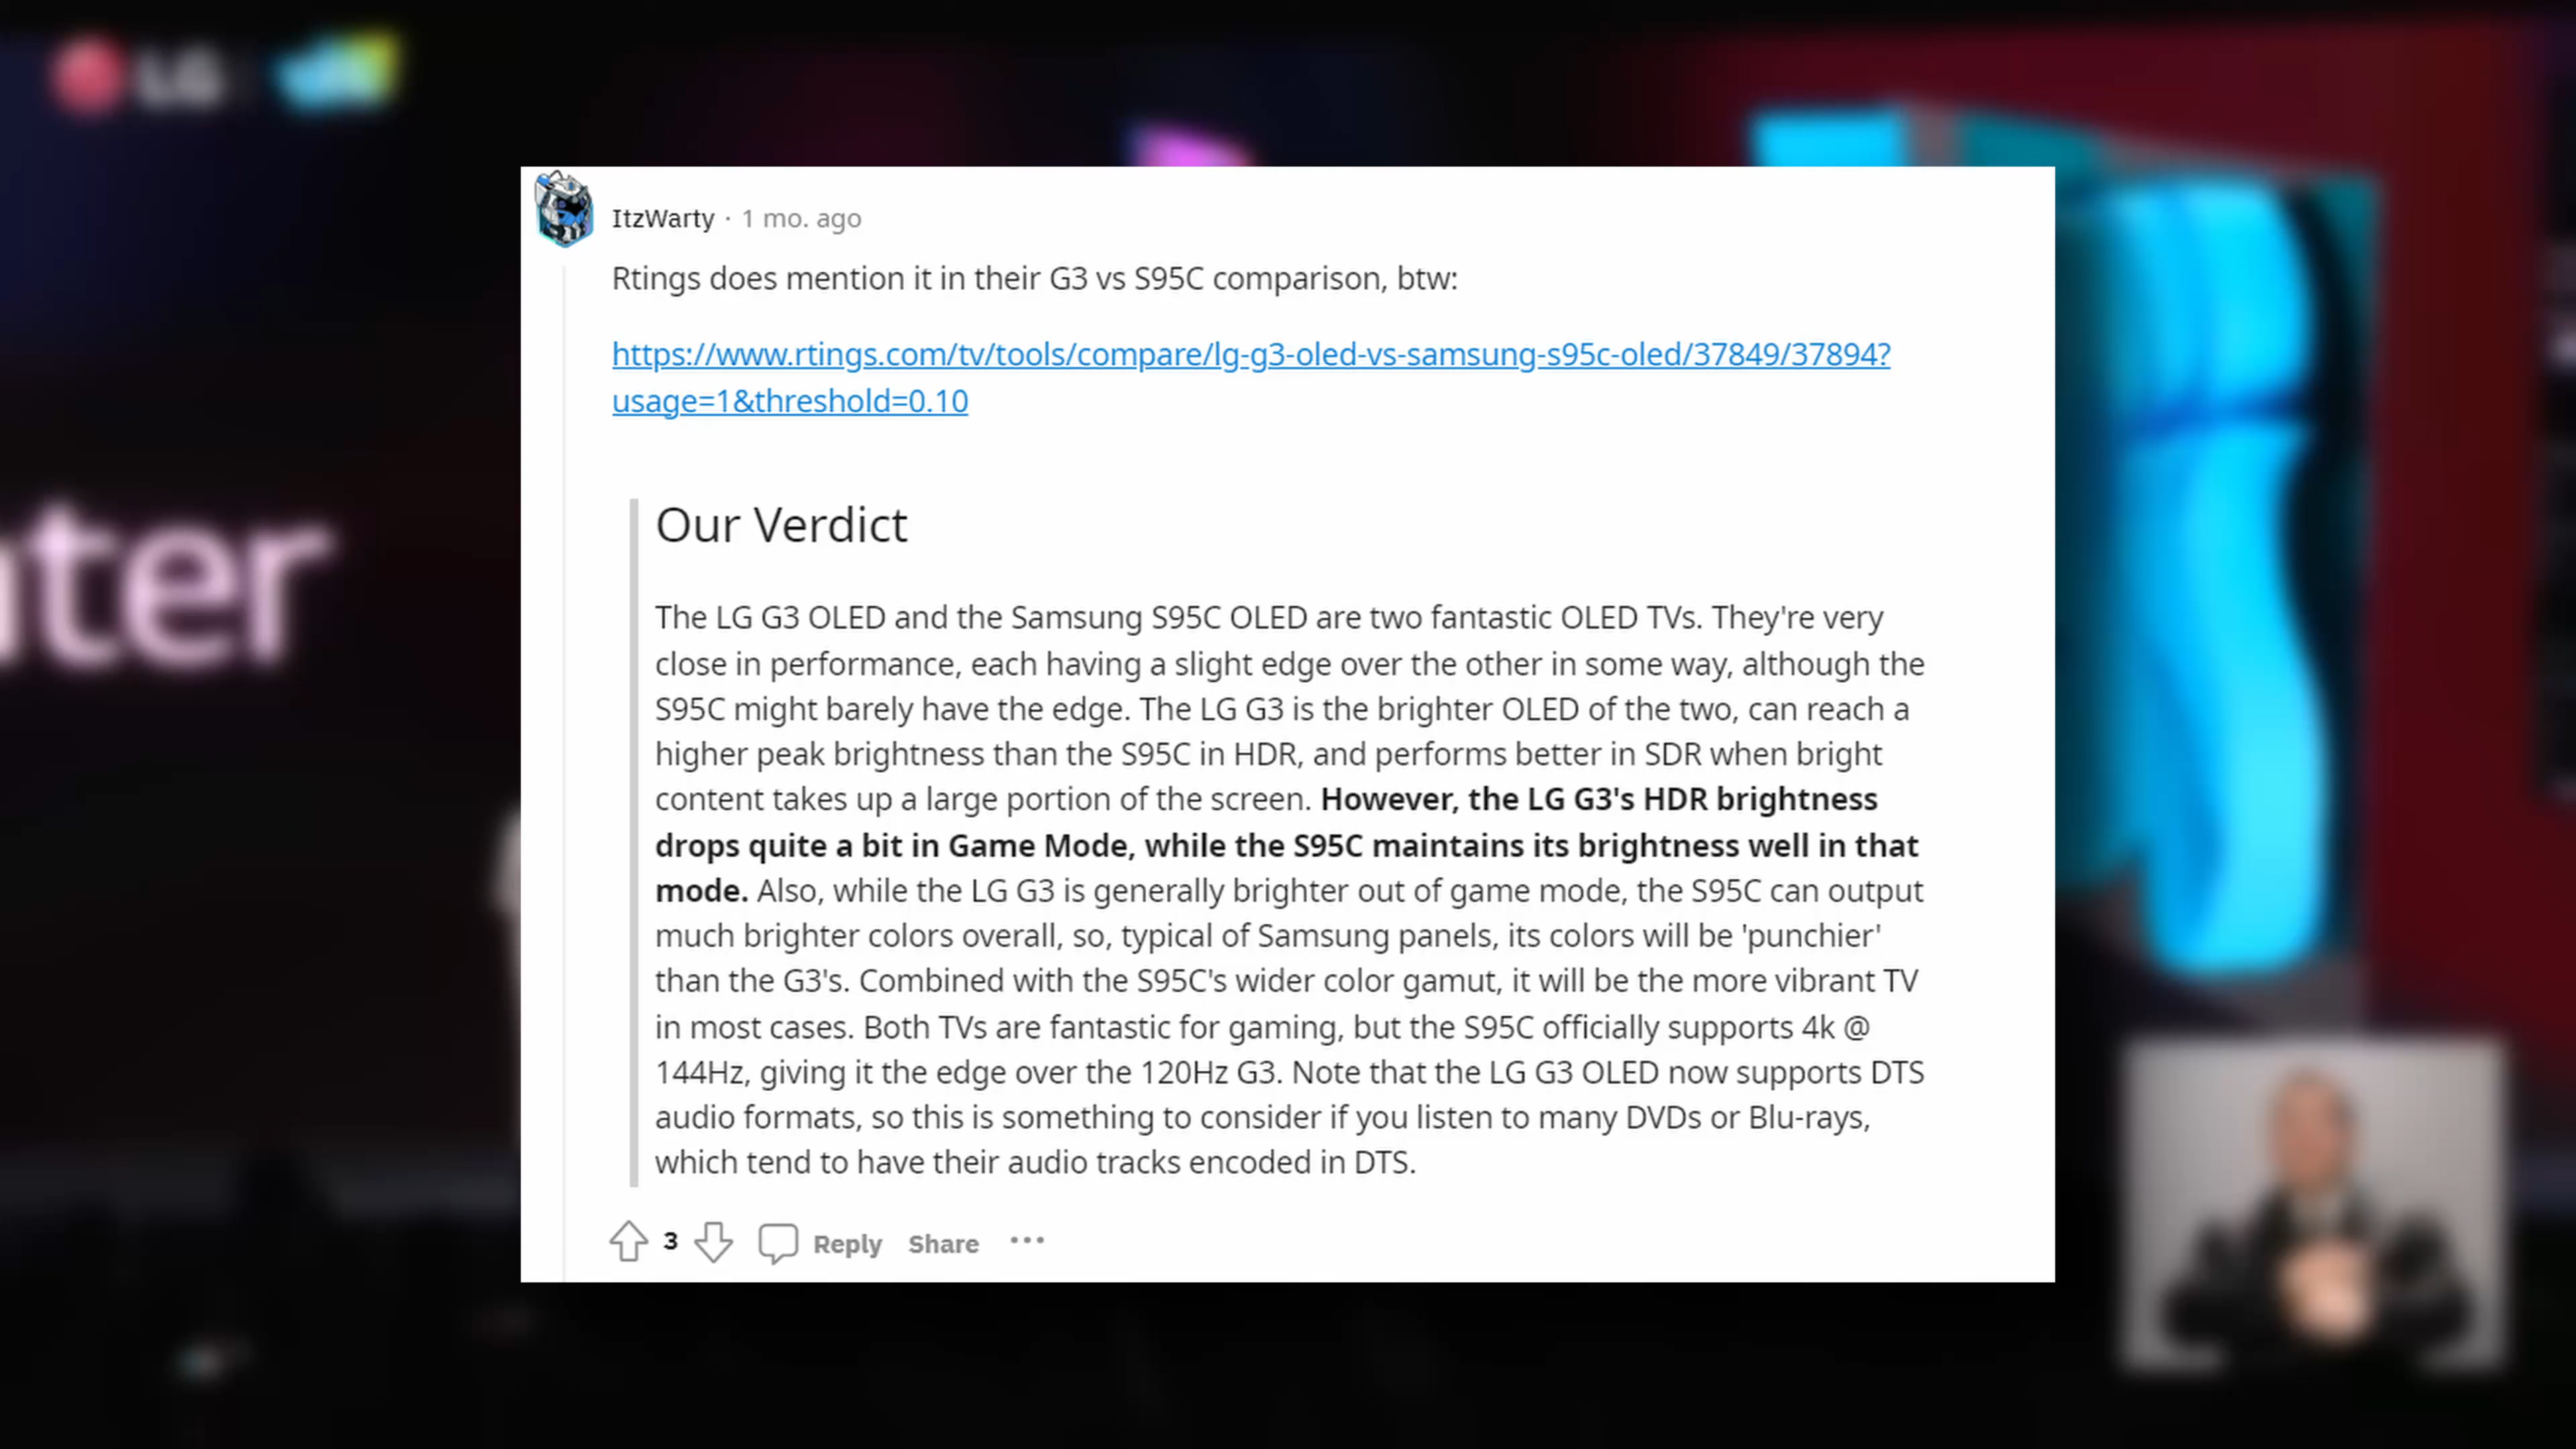 LG
nter
ItzWarty · 1 mo. ago
Rtings does mention it in their G3 vs S95C comparison, btw:
https://www.rtings.com/tv/tools/compare/lg-g3-oled-vs-samsung-s95c-oled/37849/37894?
usage=1&threshold=0.10
Our Verdict
The LG G3 OLED and the Samsung S95C OLED are two fantastic OLED TVs. They're very
close in performance, each having a slight edge over the other in some way, although the
S95C might barely have the edge. The LG G3 is the brighter OLED of the two, can reach a
higher peak brightness than the S95C in HDR, and performs better in SDR when bright
content takes up a large portion of the screen. However, the LG G3's HDR brightness
drops quite a bit in Game Mode, while the S95C maintains its brightness well in that
mode. Also, while the LG G3 is generally brighter out of game mode, the S95C can output
much brighter colors overall, so, typical of Samsung panels, its colors will be 'punchier'
than the G3's. Combined with the S95C's wider color gamut, it will be the more vibrant TV
in most cases. Both TVs are fantastic for gaming, but the S95C officially supports 4k @
144Hz, giving it the edge over the 120Hz G3. Note that the LG G3 OLED now supports DTS
audio formats, so this is something to consider if you listen to many DVDs or Blu-rays,
which tend to have their audio tracks encoded in DTS.
3 Reply Share ···